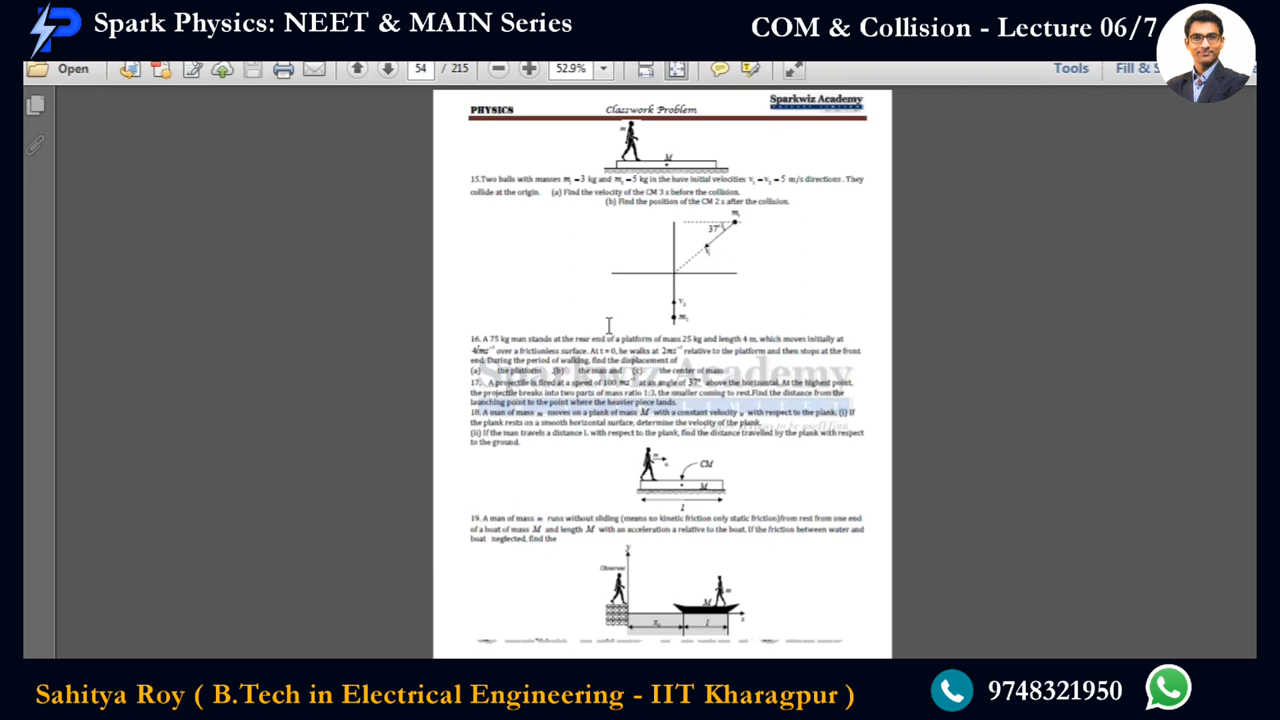 Spark Physics: NEET & MAIN Series
COM & Collision - Lecture 06/7
Open
54 / 215
52.9%
Tools
Fill &
PHYSICS
Classwork Problem
Sparkwiz Academy
m
M
15.Two balls with masses m₁ =3 kg and m₂ =5 kg in the have initial velocities v₁ =v₂ =5 m/s directions. They
collide at the origin. (a) Find the velocity of the CM 3 s before the collision.
(b) Find the position of the CM 2 s after the collision.
m₁
37°
v₁
v₂
m₂
16. A 75 kg man stands at the rear end of a platform of mass 25 kg and length 4 m, which moves initially at
4ms⁻¹ over a frictionless surface. At t = 0, he walks at 2ms⁻¹ relative to the platform and then stops at the front
end. During the period of walking, find the displacement of
(a) the platform (b) the man and (c) the center of mass
17. A projectile is fired at a speed of 100 ms⁻¹ at an angle of 37° above the horizontal. At the highest point,
the projectile breaks into two parts of mass ratio 1:3, the smaller coming to rest.Find the distance from the
launching point to the point where the heavier piece lands.
18. A man of mass m moves on a plank of mass M with a constant velocity u with respect to the plank, (i) If
the plank rests on a smooth horizontal surface, determine the velocity of the plank.
(ii) If the man travels a distance L with respect to the plank, find the distance travelled by the plank with respect
to the ground.
m
CM
M
l
19. A man of mass m runs without sliding (means no kinetic friction only static friction)from rest from one end
of a boat of mass M and length M with an acceleration a relative to the boat. If the friction between water and
boat neglected, find the
y
Observer
m
M
x₀
l
x
Sahitya Roy ( B.Tech in Electrical Engineering - IIT Kharagpur )
9748321950